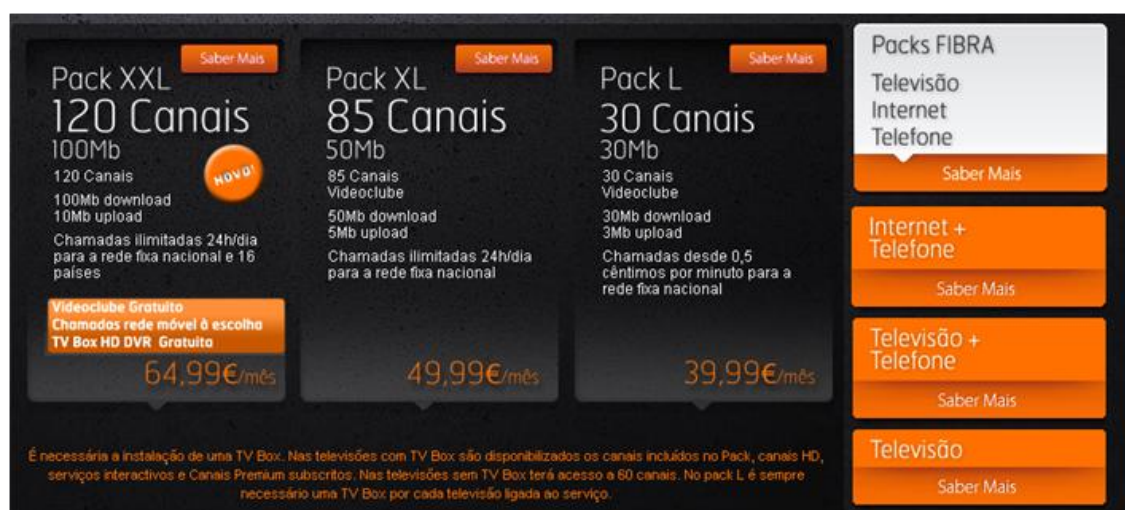 Saber Mais
Pack XXL
120 Canais
100Mb
NOVO!
120 Canais
100Mb download
10Mb upload
Chamadas ilimitadas 24h/dia
para a rede fixa nacional e 16
países
Videoclube Gratuito
Chamadas rede móvel à escolha
TV Box HD DVR Gratuito
64,99€/mês
Saber Mais
Pack XL
85 Canais
50Mb
85 Canais
Videoclube
50Mb download
5Mb upload
Chamadas ilimitadas 24h/dia
para a rede fixa nacional
49,99€/mês
Saber Mais
Pack L
30 Canais
30Mb
30 Canais
Videoclube
30Mb download
3Mb upload
Chamadas desde 0,5
cêntimos por minuto para a
rede fixa nacional
39,99€/mês
É necessária a instalação de uma TV Box. Nas televisões com TV Box são disponibilizados os canais incluídos no Pack, canais HD,
serviços interactivos e Canais Premium subscritos. Nas televisões sem TV Box terá acesso a 60 canais. No pack L é sempre
necessário uma TV Box por cada televisão ligada ao serviço.
Packs FIBRA
Televisão
Internet
Telefone
Saber Mais
Internet +
Telefone
Saber Mais
Televisão +
Telefone
Saber Mais
Televisão
Saber Mais